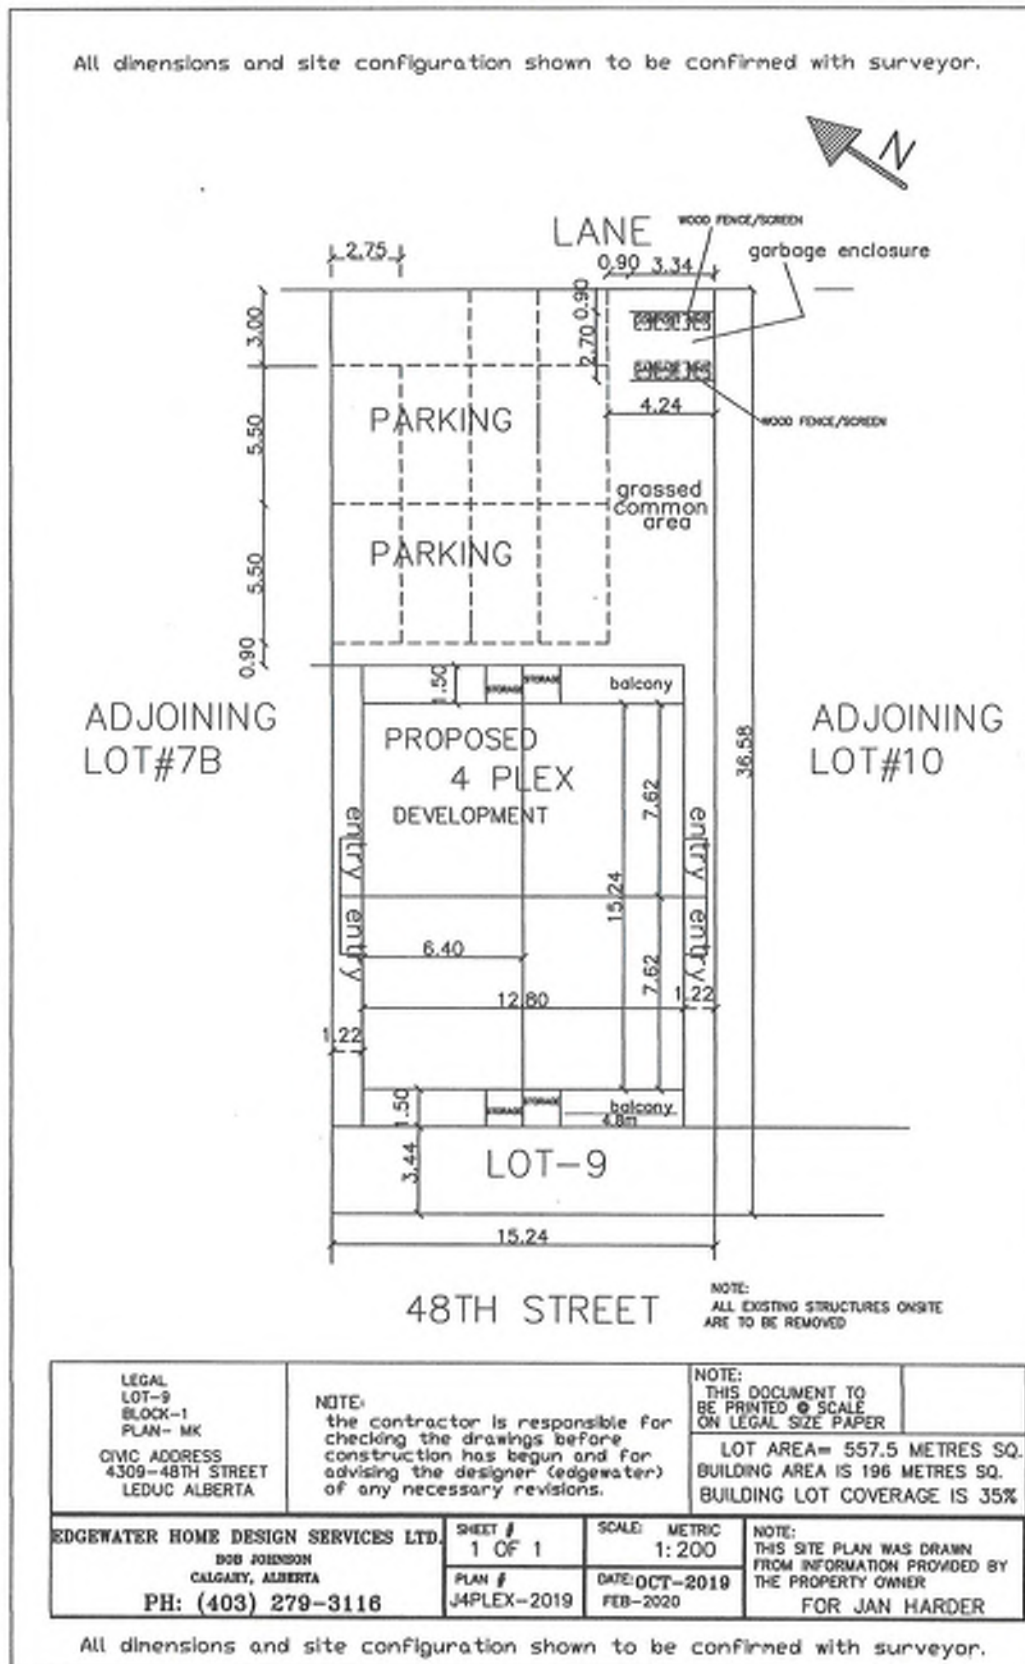 All dimensions and site configuration shown to be confirmed with surveyor.
N
LANE
WOOD FENCE/SCREEN
garbage enclosure
2.75
0.90 3.34
0.90
3.00
2.70
4.24
WOOD FENCE/SCREEN
PARKING
5.50
grassed
common
area
PARKING
5.50
0.90
1.50
STORAGE
STORAGE
balcony
ADJOINING
LOT#7B
ADJOINING
LOT#10
PROPOSED
4 PLEX
DEVELOPMENT
36.58
7.62
entry
entry
15.24
entry
entry
6.40
7.62
12.80
1.22
1.22
1.50
STORAGE
STORAGE
balcony
4.8m
3.44
LOT-9
15.24
48TH STREET
NOTE:
ALL EXISTING STRUCTURES ONSITE
ARE TO BE REMOVED
LEGAL
LOT-9
BLOCK-1
PLAN- MK
CIVIC ADDRESS
4309-48TH STREET
LEDUC ALBERTA
NOTE:
the contractor is responsible for
checking the drawings before
construction has begun and for
advising the designer (edgewater)
of any necessary revisions.
NOTE:
THIS DOCUMENT TO
BE PRINTED @ SCALE
ON LEGAL SIZE PAPER
LOT AREA= 557.5 METRES SQ.
BUILDING AREA IS 196 METRES SQ.
BUILDING LOT COVERAGE IS 35%
EDGEWATER HOME DESIGN SERVICES LTD.
BOB JOHNSON
CALGARY, ALBERTA
PH: (403) 279-3116
SHEET #
1 OF 1
PLAN #
J4PLEX-2019
SCALE: METRIC
1:200
DATE: OCT-2019
FEB-2020
NOTE:
THIS SITE PLAN WAS DRAWN
FROM INFORMATION PROVIDED BY
THE PROPERTY OWNER
FOR JAN HARDER
All dimensions and site configuration shown to be confirmed with surveyor.